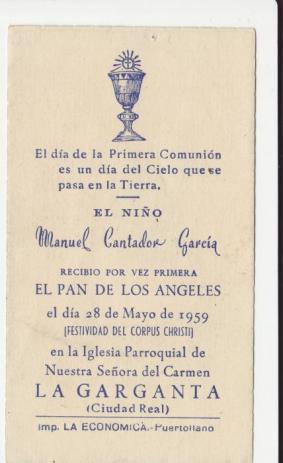 El día de la Primera Comunión
es un día del Cielo que se
pasa en la Tierra.
EL NIÑO
Manuel Cantador García
RECIBIO POR VEZ PRIMERA
EL PAN DE LOS ANGELES
el día 28 de Mayo de 1959
(FESTIVIDAD DEL CORPUS CHRISTI)
en la Iglesia Parroquial de
Nuestra Señora del Carmen
LA GARGANTA
(Ciudad Real)
Imp. LA ECONOMICA.-Puertollano